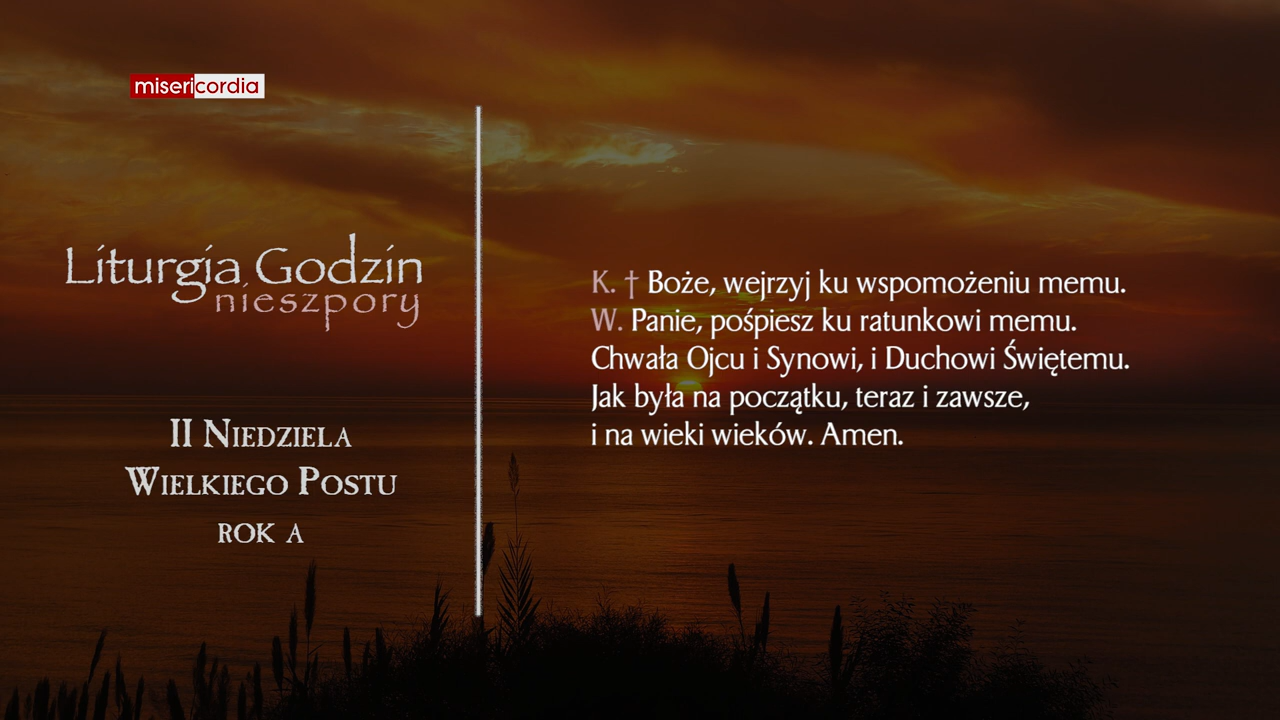 misericordia
Liturgia Godzin
nieszpory
II Niedziela
Wielkiego Postu
rok a
K. † Boże, wejrzyj ku wspomożeniu memu.
W. Panie, pośpiesz ku ratunkowi memu.
Chwała Ojcu i Synowi, i Duchowi Świętemu.
Jak była na początku, teraz i zawsze,
i na wieki wieków. Amen.